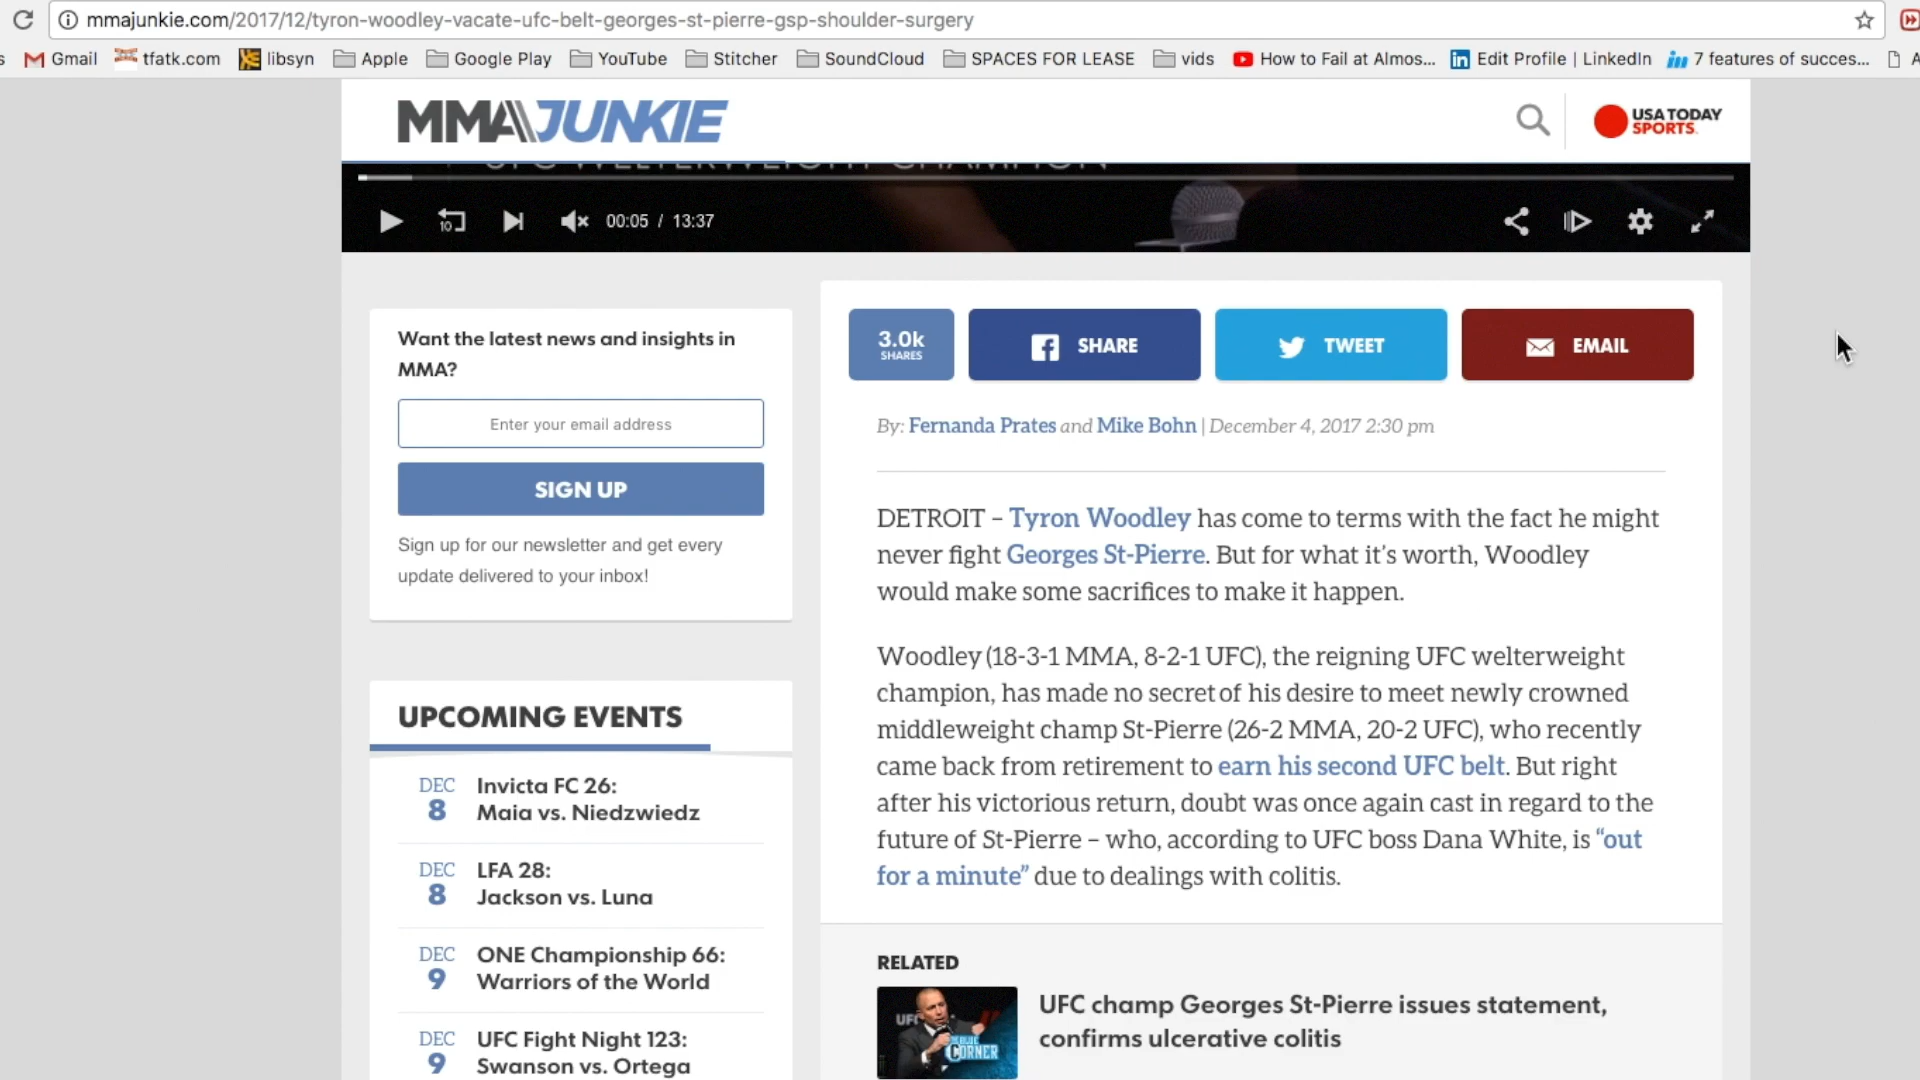 mmajunkie.com/2017/12/tyron-woodley-vacate-ufc-belt-georges-st-pierre-gsp-shoulder-surgery
s Gmail tfatk.com libsyn Apple Google Play YouTube Stitcher SoundCloud SPACES FOR LEASE vids How to Fail at Almos... Edit Profile | LinkedIn 7 features of succes... A
MMAJUNKIE
USA TODAY
SPORTS
UFC WELTERWEIGHT CHAMPION
10 00:05 / 13:37
Want the latest news and insights in
MMA?
Enter your email address
SIGN UP
Sign up for our newsletter and get every
update delivered to your inbox!
UPCOMING EVENTS
DEC
8
Invicta FC 26:
Maia vs. Niedzwiedz
DEC
8
LFA 28:
Jackson vs. Luna
DEC
9
ONE Championship 66:
Warriors of the World
DEC
9
UFC Fight Night 123:
Swanson vs. Ortega
3.0k
SHARES
SHARE
TWEET
EMAIL
By: Fernanda Prates and Mike Bohn | December 4, 2017 2:30 pm
DETROIT – Tyron Woodley has come to terms with the fact he might
never fight Georges St-Pierre. But for what it's worth, Woodley
would make some sacrifices to make it happen.
Woodley (18-3-1 MMA, 8-2-1 UFC), the reigning UFC welterweight
champion, has made no secret of his desire to meet newly crowned
middleweight champ St-Pierre (26-2 MMA, 20-2 UFC), who recently
came back from retirement to earn his second UFC belt. But right
after his victorious return, doubt was once again cast in regard to the
future of St-Pierre – who, according to UFC boss Dana White, is “out
for a minute” due to dealings with colitis.
RELATED
UFC
THE BLUE
CORNER
UFC champ Georges St-Pierre issues statement,
confirms ulcerative colitis